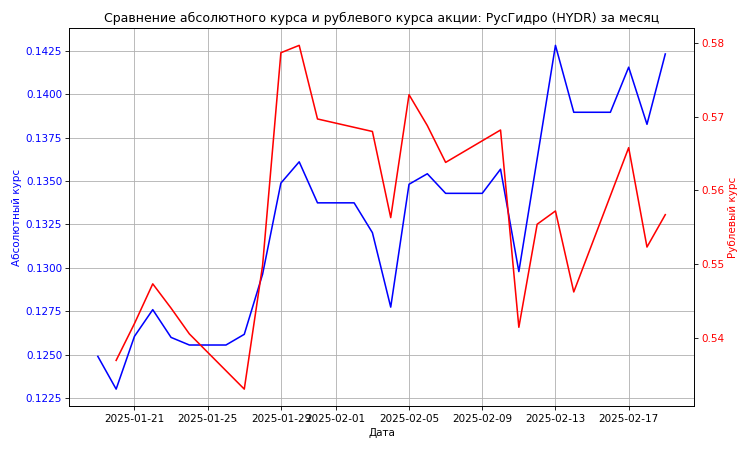 Сравнение абсолютного курса и рублевого курса акции: РусГидро (HYDR) за месяц
0.1425
0.1400
0.1375
0.1350
0.1325
0.1300
0.1275
0.1250
0.1225
Абсолютный курс
0.58
0.57
0.56
0.55
0.54
Рублевый курс
2025-01-21 2025-01-25 2025-01-29 2025-02-01 2025-02-05 2025-02-09 2025-02-13 2025-02-17
Дата